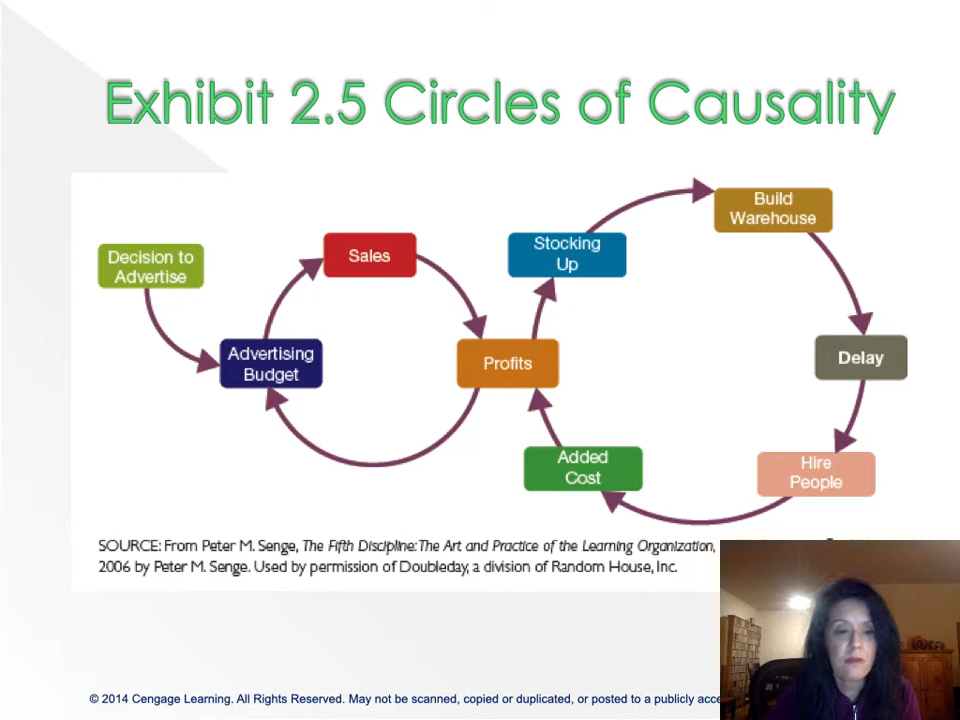 Exhibit 2.5 Circles of Causality
Build
Warehouse
Decision to
Advertise
Sales
Stocking
Up
Advertising
Budget
Profits
Delay
Added
Cost
Hire
People
SOURCE: From Peter M. Senge, The Fifth Discipline: The Art and Practice of the Learning Organization,
2006 by Peter M. Senge. Used by permission of Doubleday, a division of Random House, Inc.
© 2014 Cengage Learning. All Rights Reserved. May not be scanned, copied or duplicated, or posted to a publicly